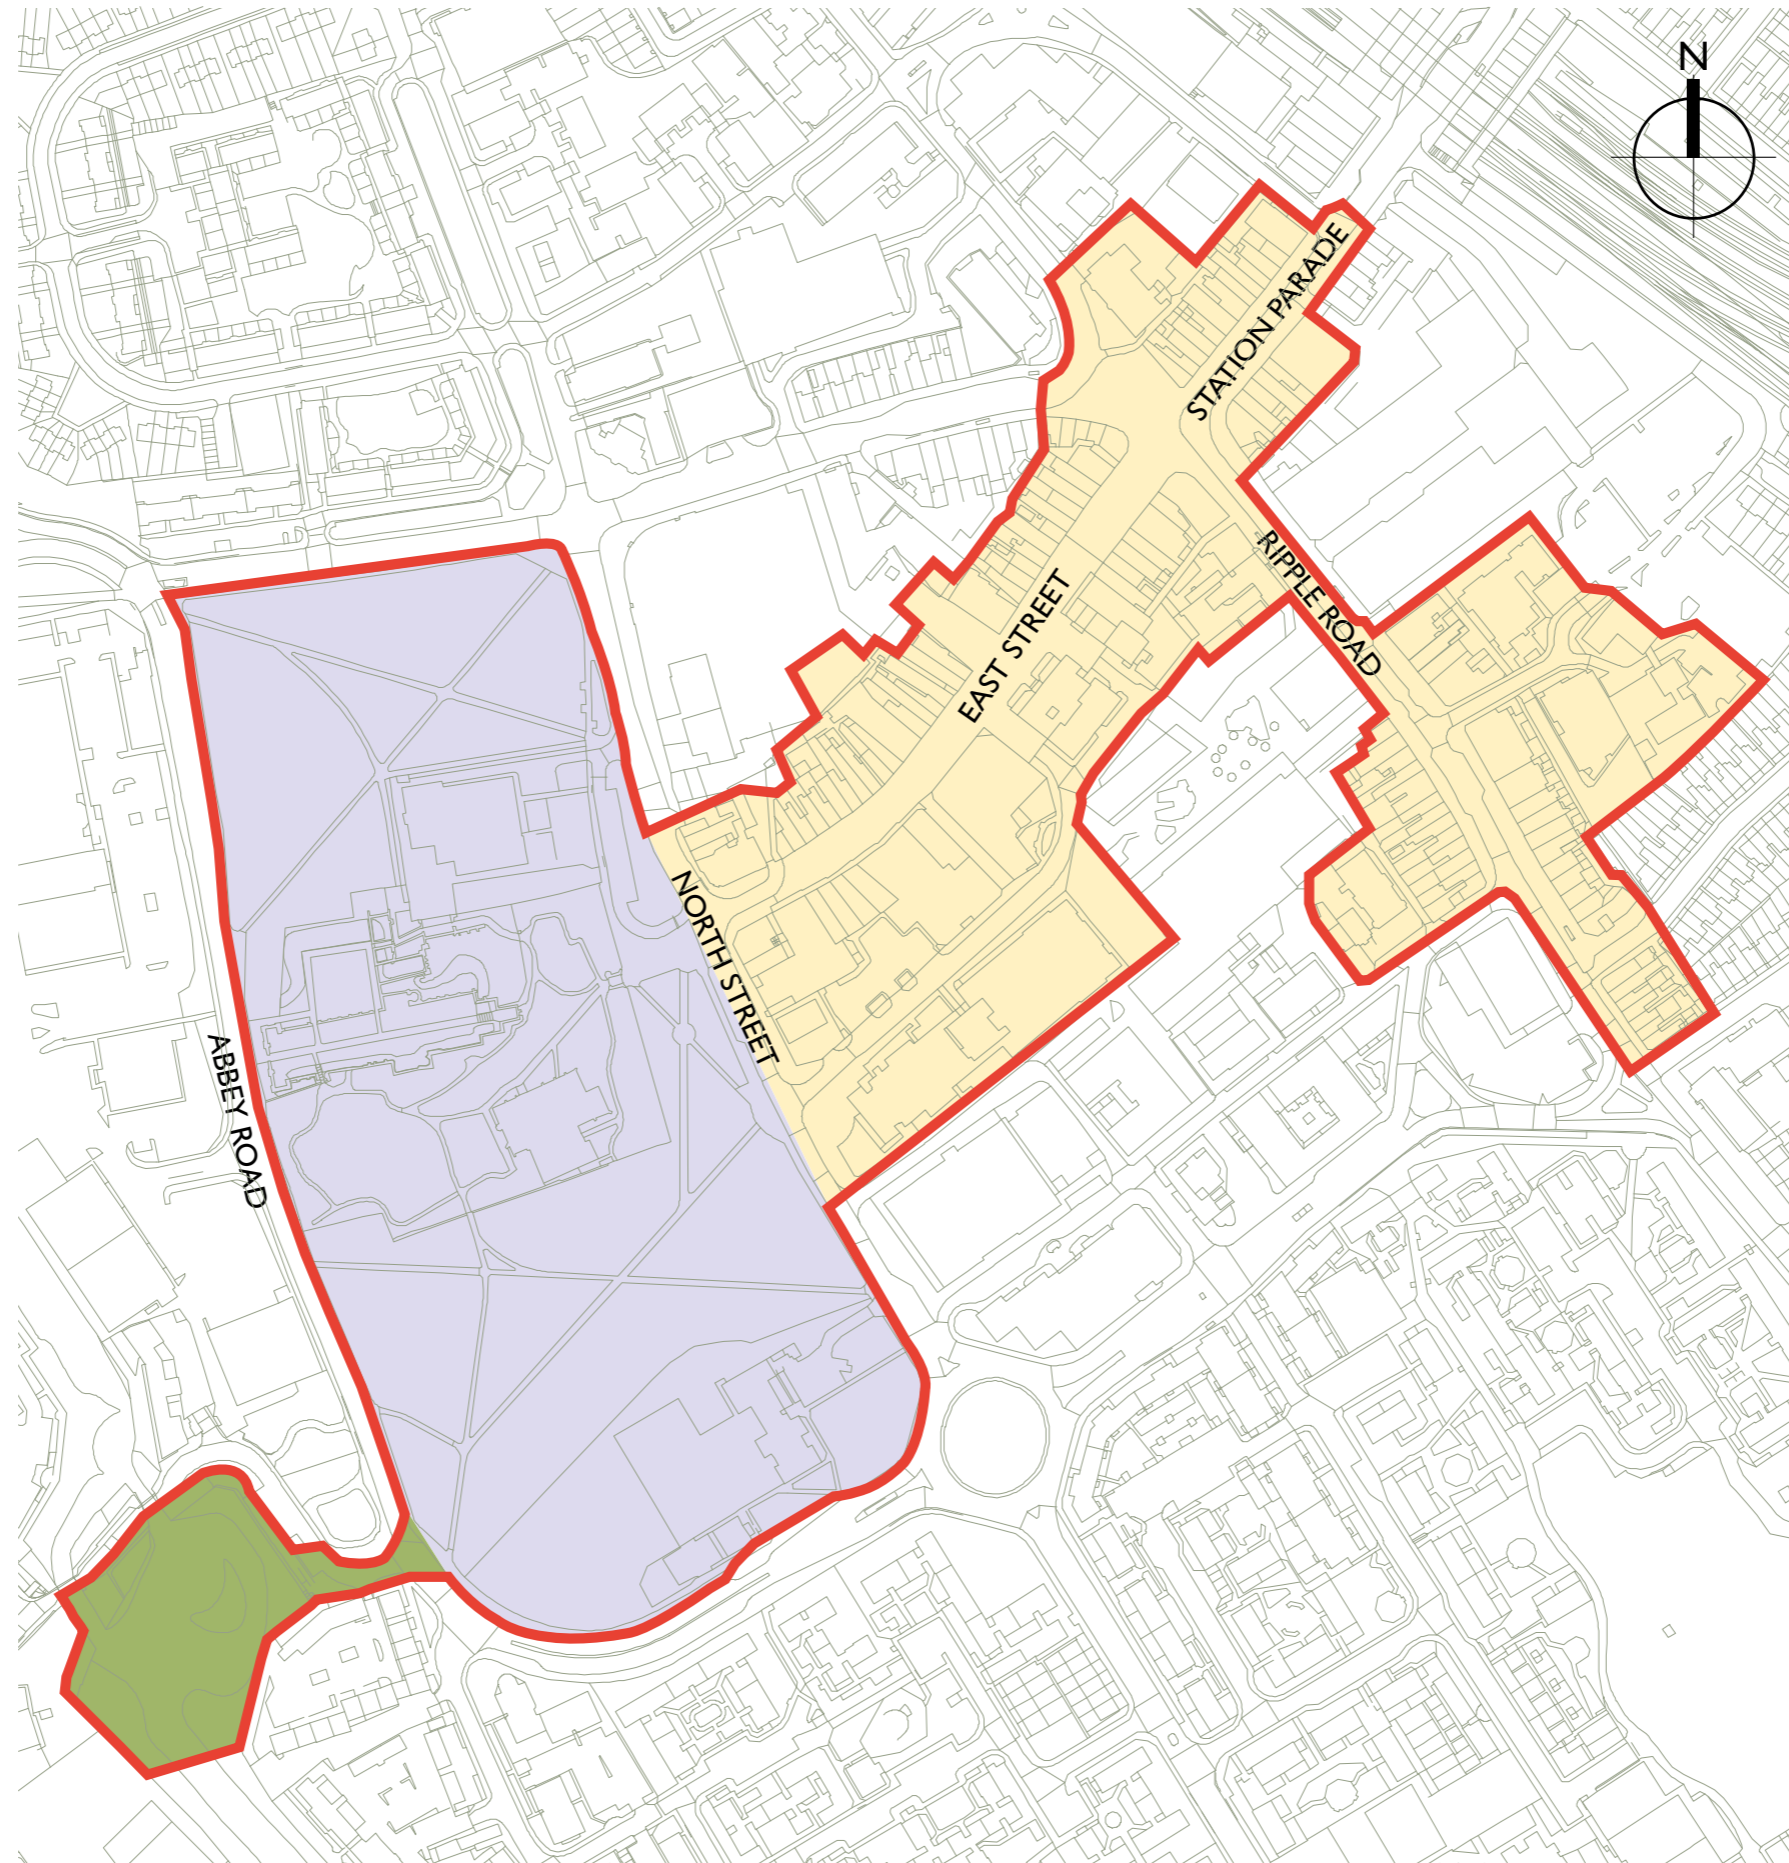 N
STATION PARADE
RIPPLE ROAD
EAST STREET
NORTH STREET
ABBEY ROAD